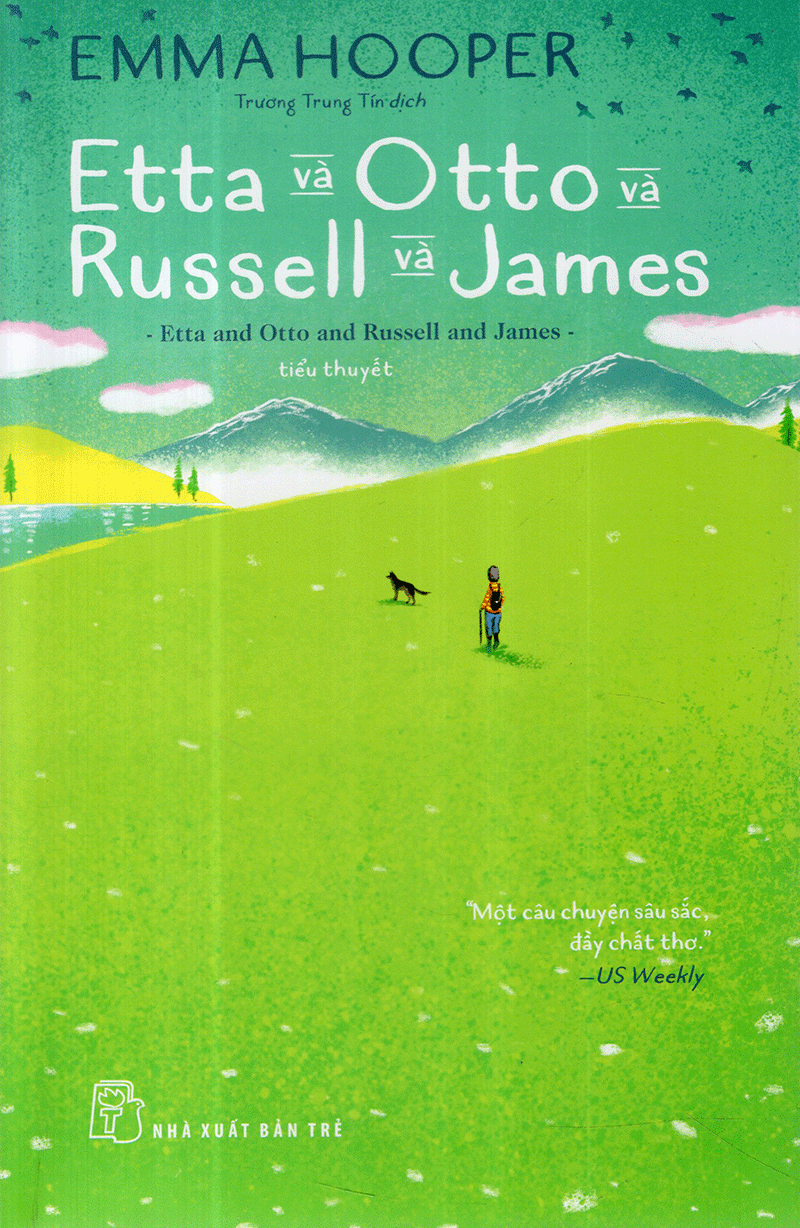 EMMA HOOPER
Trương Trung Tín dịch
Etta và Otto và
Russell và James
- Etta and Otto and Russell and James -
tiểu thuyết
“Một câu chuyện sâu sắc,
đầy chất thơ.”
—US Weekly
T
NHÀ XUẤT BẢN TRẺ